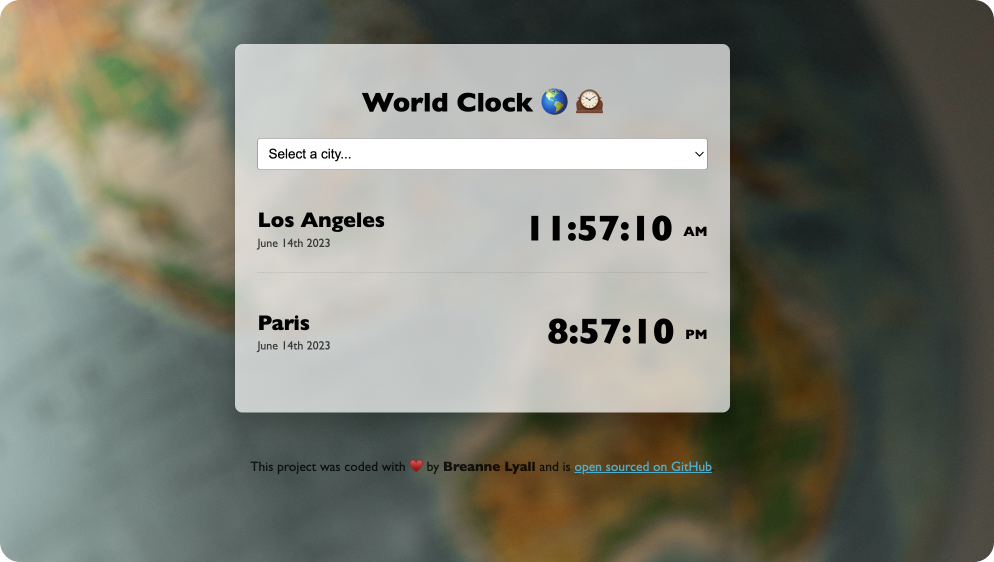 World Clock 🌎 🕰️
Select a city...
Los Angeles
June 14th 2023
11:57:10 AM
Paris
June 14th 2023
8:57:10 PM
This project was coded with ❤️ by Breanne Lyall and is open sourced on GitHub